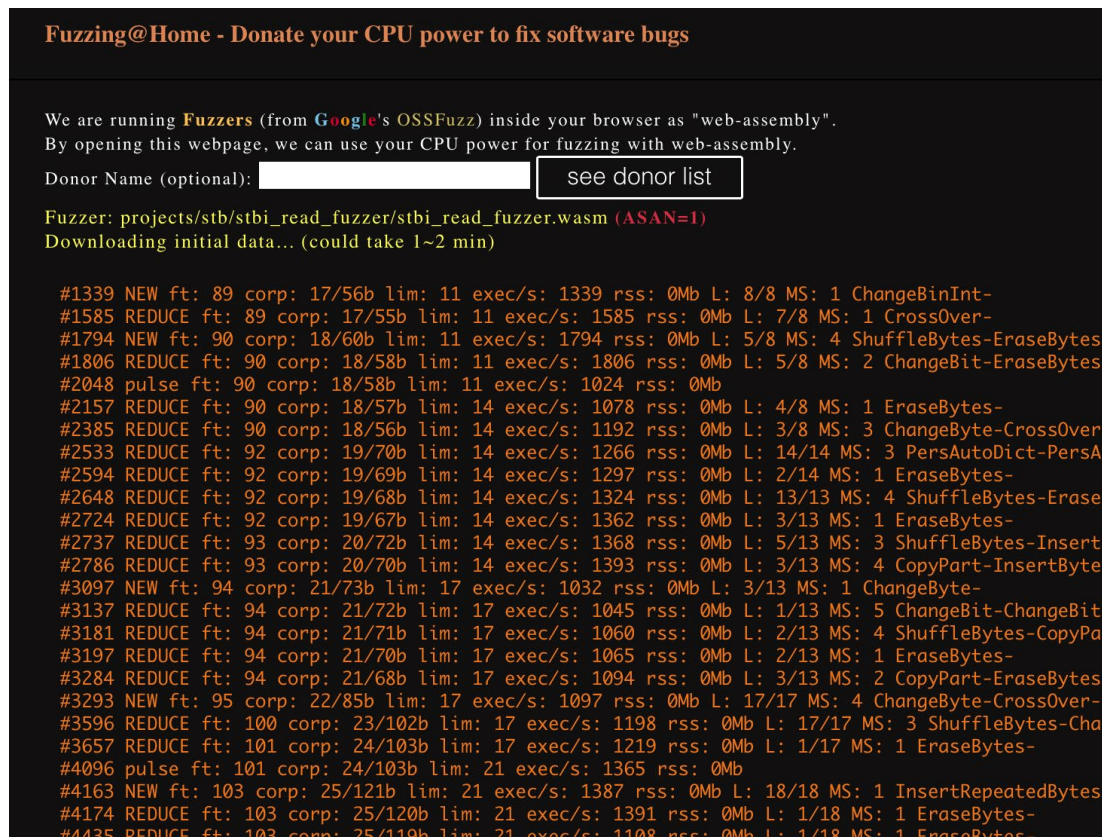 Fuzzing@Home - Donate your CPU power to fix software bugs
We are running Fuzzers (from Google's OSSFuzz) inside your browser as "web-assembly".
By opening this webpage, we can use your CPU power for fuzzing with web-assembly.
Donor Name (optional): see donor list
Fuzzer: projects/stb/stbi_read_fuzzer/stbi_read_fuzzer.wasm (ASAN=1)
Downloading initial data... (could take 1~2 min)
#1339 NEW ft: 89 corp: 17/56b lim: 11 exec/s: 1339 rss: 0Mb L: 8/8 MS: 1 ChangeBinInt-
#1585 REDUCE ft: 89 corp: 17/55b lim: 11 exec/s: 1585 rss: 0Mb L: 7/8 MS: 1 CrossOver-
#1794 NEW ft: 90 corp: 18/60b lim: 11 exec/s: 1794 rss: 0Mb L: 5/8 MS: 4 ShuffleBytes-EraseBytes
#1806 REDUCE ft: 90 corp: 18/58b lim: 11 exec/s: 1806 rss: 0Mb L: 5/8 MS: 2 ChangeBit-EraseBytes
#2048 pulse ft: 90 corp: 18/58b lim: 11 exec/s: 1024 rss: 0Mb
#2157 REDUCE ft: 90 corp: 18/57b lim: 14 exec/s: 1078 rss: 0Mb L: 4/8 MS: 1 EraseBytes-
#2385 REDUCE ft: 90 corp: 18/56b lim: 14 exec/s: 1192 rss: 0Mb L: 3/8 MS: 3 ChangeByte-CrossOver
#2533 REDUCE ft: 92 corp: 19/70b lim: 14 exec/s: 1266 rss: 0Mb L: 14/14 MS: 3 PersAutoDict-PersA
#2594 REDUCE ft: 92 corp: 19/69b lim: 14 exec/s: 1297 rss: 0Mb L: 2/14 MS: 1 EraseBytes-
#2648 REDUCE ft: 92 corp: 19/68b lim: 14 exec/s: 1324 rss: 0Mb L: 13/13 MS: 4 ShuffleBytes-Erase
#2724 REDUCE ft: 92 corp: 19/67b lim: 14 exec/s: 1362 rss: 0Mb L: 3/13 MS: 1 EraseBytes-
#2737 REDUCE ft: 93 corp: 20/72b lim: 14 exec/s: 1368 rss: 0Mb L: 5/13 MS: 3 ShuffleBytes-Insert
#2786 REDUCE ft: 93 corp: 20/70b lim: 14 exec/s: 1393 rss: 0Mb L: 3/13 MS: 4 CopyPart-InsertByte
#3097 NEW ft: 94 corp: 21/73b lim: 17 exec/s: 1032 rss: 0Mb L: 3/13 MS: 1 ChangeByte-
#3137 REDUCE ft: 94 corp: 21/72b lim: 17 exec/s: 1045 rss: 0Mb L: 1/13 MS: 5 ChangeBit-ChangeBit
#3181 REDUCE ft: 94 corp: 21/71b lim: 17 exec/s: 1060 rss: 0Mb L: 2/13 MS: 4 ShuffleBytes-CopyPa
#3197 REDUCE ft: 94 corp: 21/70b lim: 17 exec/s: 1065 rss: 0Mb L: 2/13 MS: 1 EraseBytes-
#3284 REDUCE ft: 94 corp: 21/68b lim: 17 exec/s: 1094 rss: 0Mb L: 3/13 MS: 2 CopyPart-EraseBytes
#3293 NEW ft: 95 corp: 22/85b lim: 17 exec/s: 1097 rss: 0Mb L: 17/17 MS: 4 ChangeByte-CrossOver-
#3596 REDUCE ft: 100 corp: 23/102b lim: 17 exec/s: 1198 rss: 0Mb L: 17/17 MS: 3 ShuffleBytes-Cha
#3657 REDUCE ft: 101 corp: 24/103b lim: 17 exec/s: 1219 rss: 0Mb L: 1/17 MS: 1 EraseBytes-
#4096 pulse ft: 101 corp: 24/103b lim: 21 exec/s: 1365 rss: 0Mb
#4163 NEW ft: 103 corp: 25/121b lim: 21 exec/s: 1387 rss: 0Mb L: 18/18 MS: 1 InsertRepeatedBytes
#4174 REDUCE ft: 103 corp: 25/120b lim: 21 exec/s: 1391 rss: 0Mb L: 1/18 MS: 1 EraseBytes-
#4435 REDUCE ft: 103 corp: 25/119b lim: 21 exec/s: 1108 rss: 0Mb L: 1/18 MS: 1 EraseBytes-